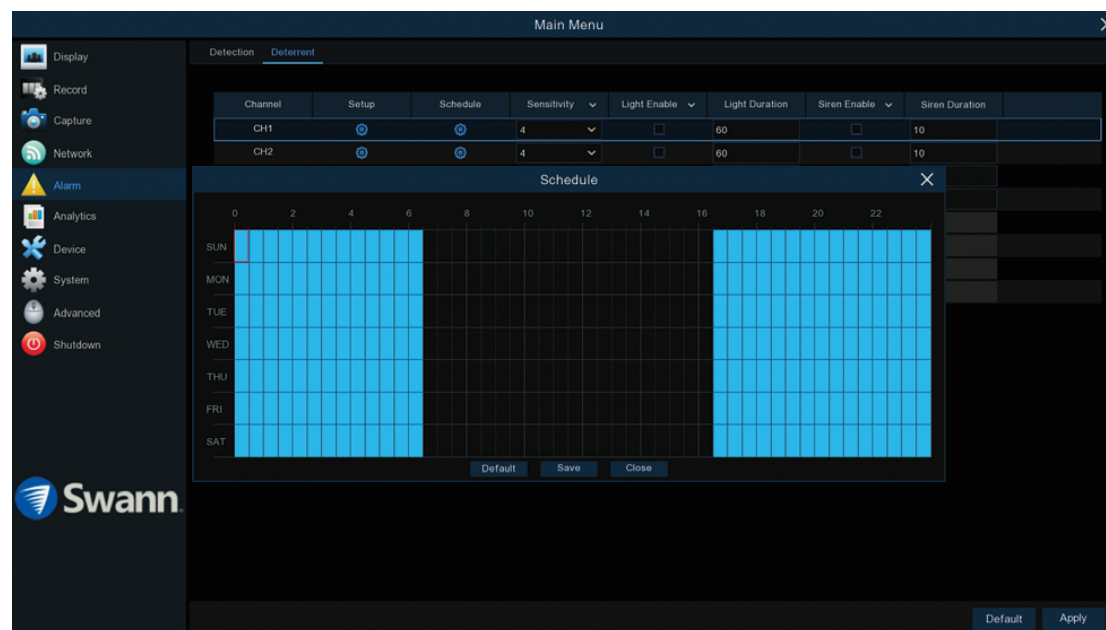 Main Menu
Display
Record
Capture
Network
Alarm
Analytics
Device
System
Advanced
Shutdown
Swann
Detection Deterrent
Channel Setup Schedule Sensitivity Light Enable Light Duration Siren Enable Siren Duration
CH1 4 60 10
CH2 4 60 10
Schedule
0 2 4 6 8 10 12 14 16 18 20 22
SUN
MON
TUE
WED
THU
FRI
SAT
Default Save Close
Default Apply